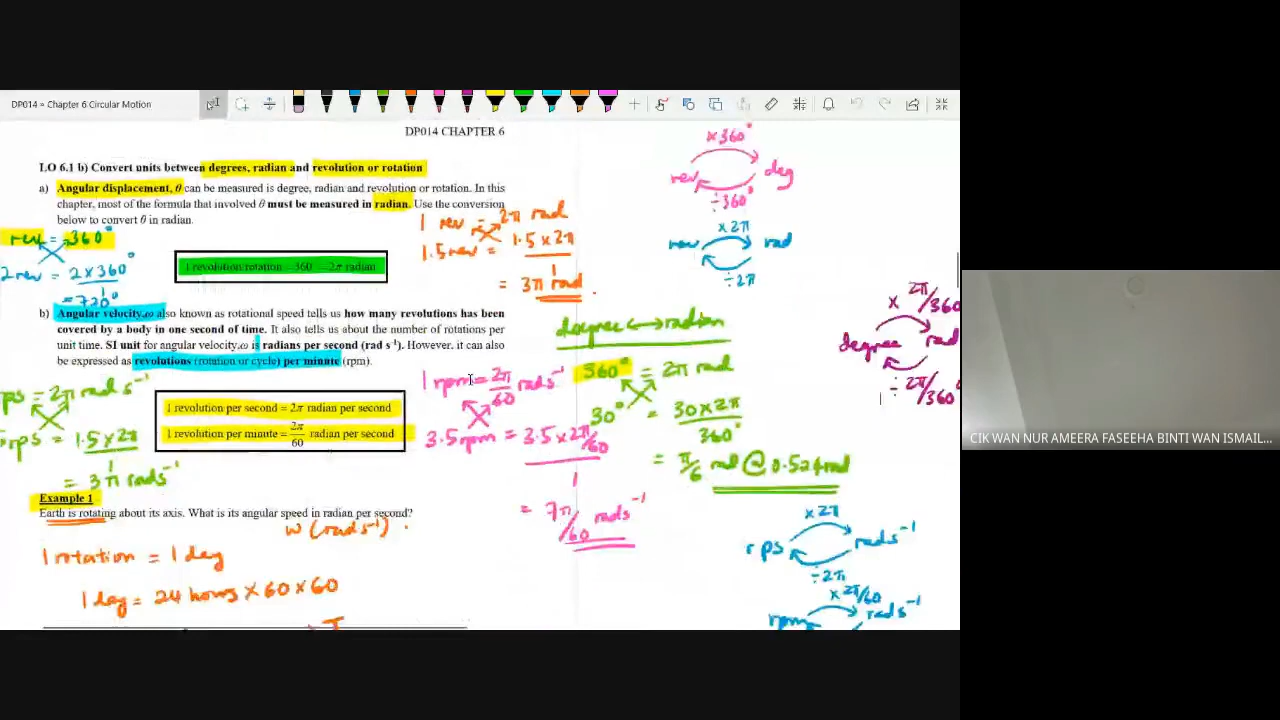 DP014 » Chapter 6 Circular Motion
DP014 CHAPTER 6
LO 6.1 b) Convert units between degrees, radian and revolution or rotation
a) Angular displacement, θ can be measured is degree, radian and revolution or rotation. In this
chapter, most of the formula that involved θ must be measured in radian. Use the conversion
below to convert θ in radian.
rev = 360°
2 rev = 2 x 360°
1
= 720°
1 revolution/rotation = 360° = 2π radian
1 rev = 2π rad
1.5 rev = 1.5 x 2π
1
= 3π rad
b) Angular velocity,ω also known as rotational speed tells us how many revolutions has been
covered by a body in one second of time. It also tells us about the number of rotations per
unit time. SI unit for angular velocity,ω is radians per second (rad s⁻¹). However, it can also
be expressed as revolutions (rotation or cycle) per minute (rpm).
ps = 2π rad s⁻¹
rps = 1.5 x 2π
1
= 3π rad s⁻¹
1 revolution per second = 2π radian per second
1 revolution per minute = 2π/60 radian per second
1 rpm = 2π/60 rad s⁻¹
3.5 rpm = 3.5 x 2π/60
1
= 7π/60 rad s⁻¹
Example 1
Earth is rotating about its axis. What is its angular speed in radian per second?
w (rad s⁻¹)
1 rotation = 1 day
1 day = 24 hours x 60 x 60
T
x 360°
rev deg
÷ 360°
x 2π
rev rad
÷ 2π
degree ↔ radian
360° = 2π rad
30° = 30 x 2π
360°
= π/6 rad @ 0.524 rad
x 2π/360
degree rad
÷ 2π/360°
x 2π
rps rad s⁻¹
÷ 2π
x 2π/60
rpm rad s⁻¹
CIK WAN NUR AMEERA FASEEHA BINTI WAN ISMAIL...